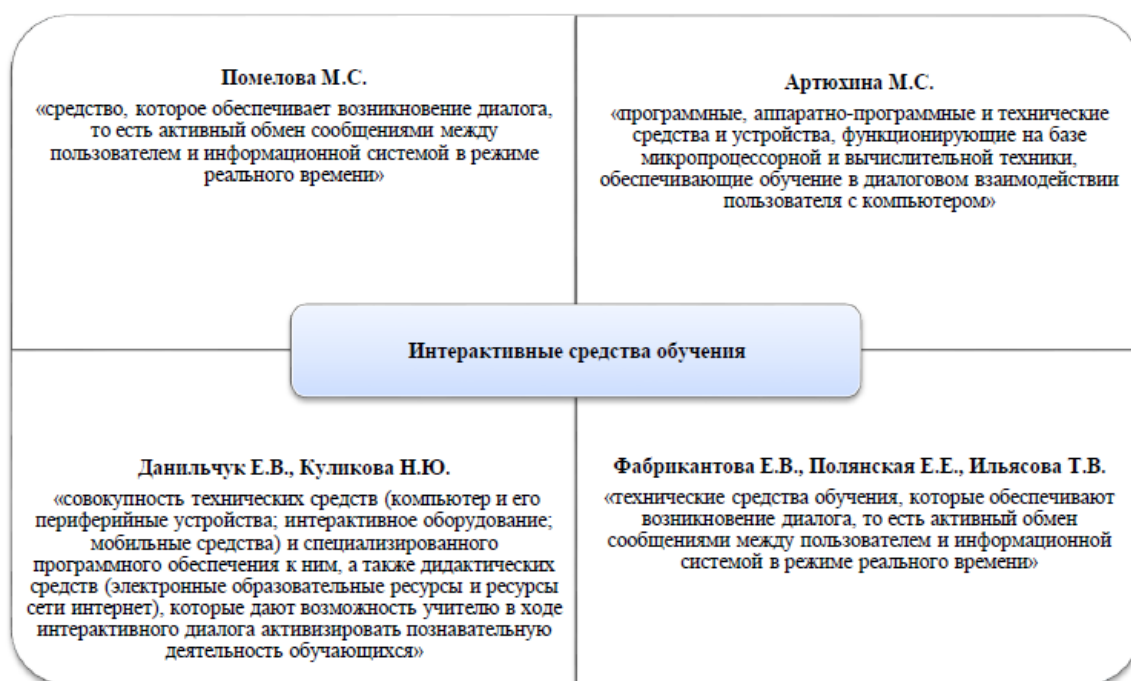 Помелова М.С.
«средство, которое обеспечивает возникновение диалога,
то есть активный обмен сообщениями между
пользователем и информационной системой в режиме
реального времени»
Артюхина М.С.
«программные, аппаратно-программные и технические
средства и устройства, функционирующие на базе
микропроцессорной и вычислительной техники,
обеспечивающие обучение в диалоговом взаимодействии
пользователя с компьютером»
Интерактивные средства обучения
Данильчук Е.В., Куликова Н.Ю.
«совокупность технических средств (компьютер и его
периферийные устройства; интерактивное оборудование;
мобильные средства) и специализированного
программного обеспечения к ним, а также дидактических
средств (электронные образовательные ресурсы и ресурсы
сети интернет), которые дают возможность учителю в ходе
интерактивного диалога активизировать познавательную
деятельность обучающихся»
Фабрикантова Е.В., Полянская Е.Е., Ильясова Т.В.
«технические средства обучения, которые обеспечивают
возникновение диалога, то есть активный обмен
сообщениями между пользователем и информационной
системой в режиме реального времени»